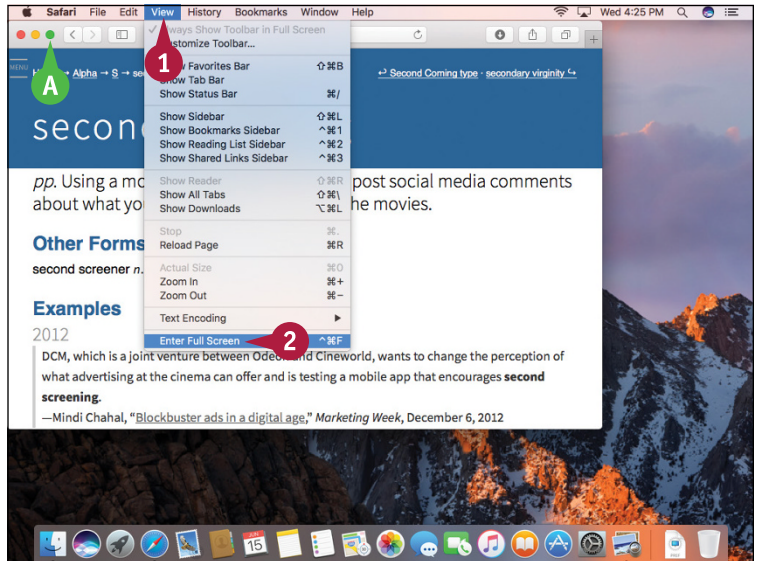 Safari File Edit View History Bookmarks Window Help Wed 4:25 PM
Always Show Toolbar in Full Screen
Customize Toolbar...
1
Favorites Bar ⇧⌘B
Show Tab Bar
Show Status Bar ⌘/
Show Sidebar ⇧⌘L
Show Bookmarks Sidebar ^⌘1
Show Reading List Sidebar ^⌘2
Show Shared Links Sidebar ^⌘3
Show Reader ⇧⌘R
Show All Tabs ⇧⌘\
Show Downloads ⌥⌘L
Stop ⌘.
Reload Page ⌘R
Actual Size ⌘0
Zoom In ⌘+
Zoom Out ⌘−
Text Encoding ▶
Enter Full Screen 2 ^⌘F
MENU
A
→ Alpha → S →
↩ Second Coming type · secondary virginity ↪
secon
pp. Using a mo post social media comments
about what yo he movies.
Other Forms
second screener n.
Examples
2012
DCM, which is a joint venture between Odeon and Cineworld, wants to change the perception of
what advertising at the cinema can offer and is testing a mobile app that encourages second
screening.
—Mindi Chahal, “Blockbuster ads in a digital age,” Marketing Week, December 6, 2012
JUN
15